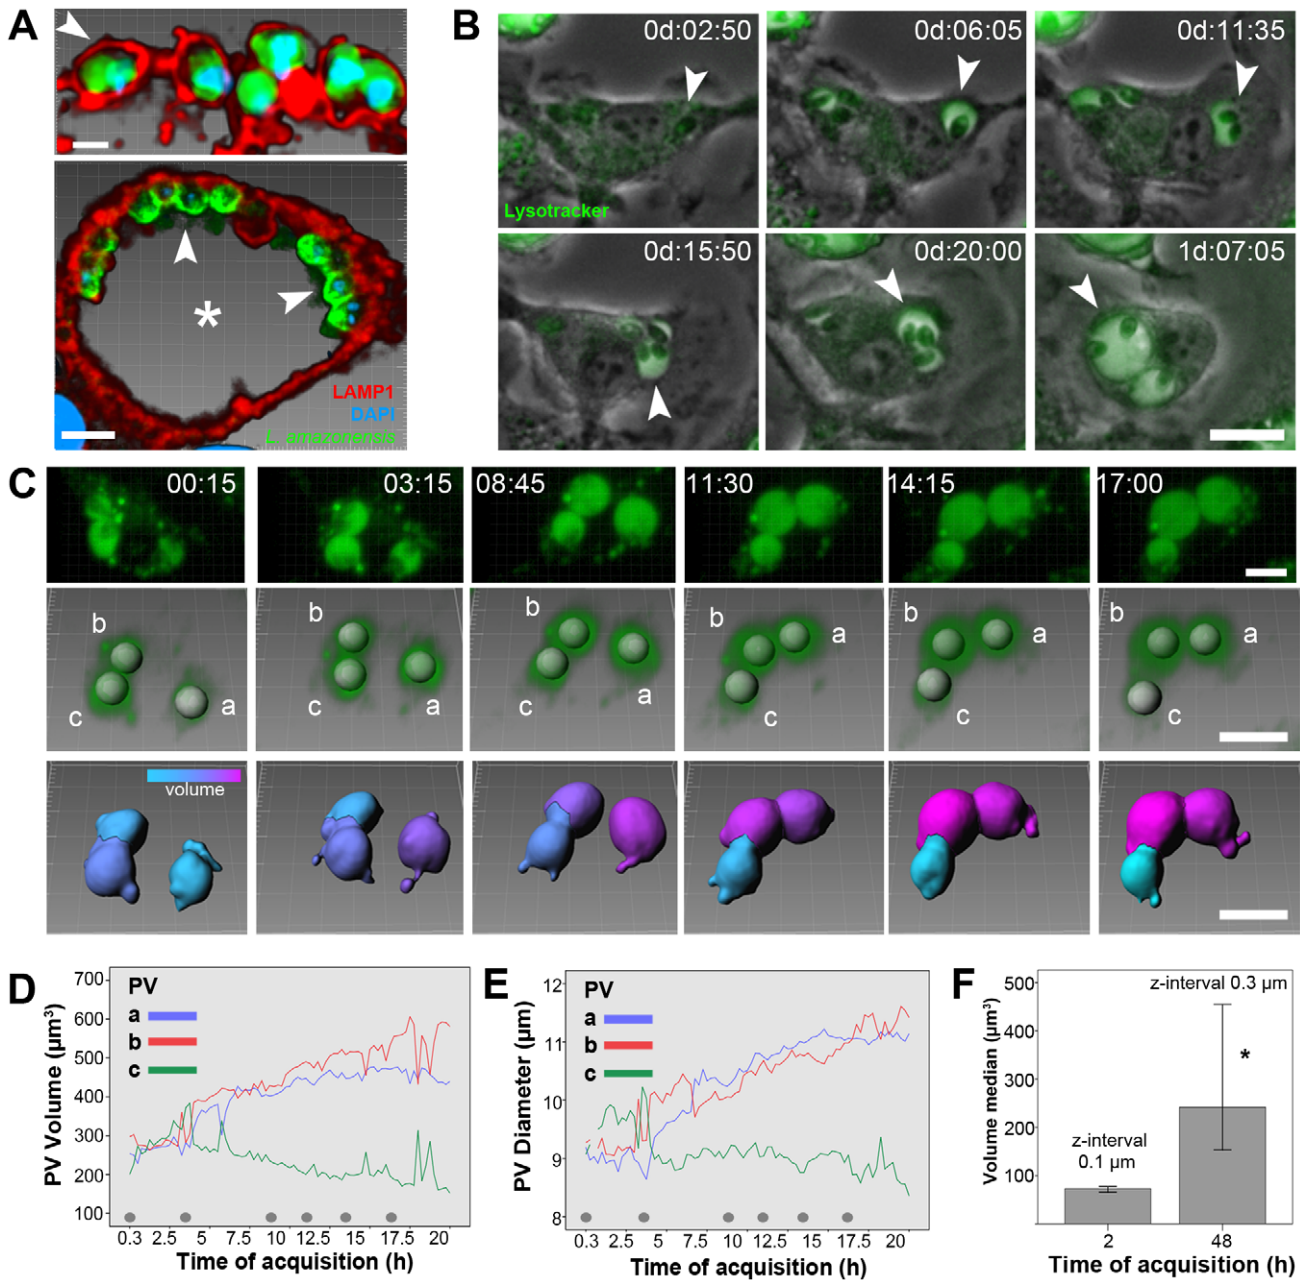 A
LAMP1
DAPI
L. amazonensis
B
0d:02:50
0d:06:05
0d:11:35
Lysotracker
0d:15:50
0d:20:00
1d:07:05
*
C
00:15
03:15
08:45
11:30
14:15
17:00
b
c
a
b
c
a
b
c
a
b
c
a
b
c
a
b
c
a
volume
D
PV Volume (µm³)
700
600
500
400
300
200
100
PV
a
b
c
0.3 2.5 5 7.5 10 12.5 15 17.5 20
Time of acquisition (h)
E
PV Diameter (µm)
12
11
10
9
8
PV
a
b
c
0.3 2.5 5 7.5 10 12.5 15 17.5 20
Time of acquisition (h)
F
Volume median (µm³)
500
400
300
200
100
z-interval 0.3 µm
*
z-interval
0.1 µm
2 48
Time of acquisition (h)